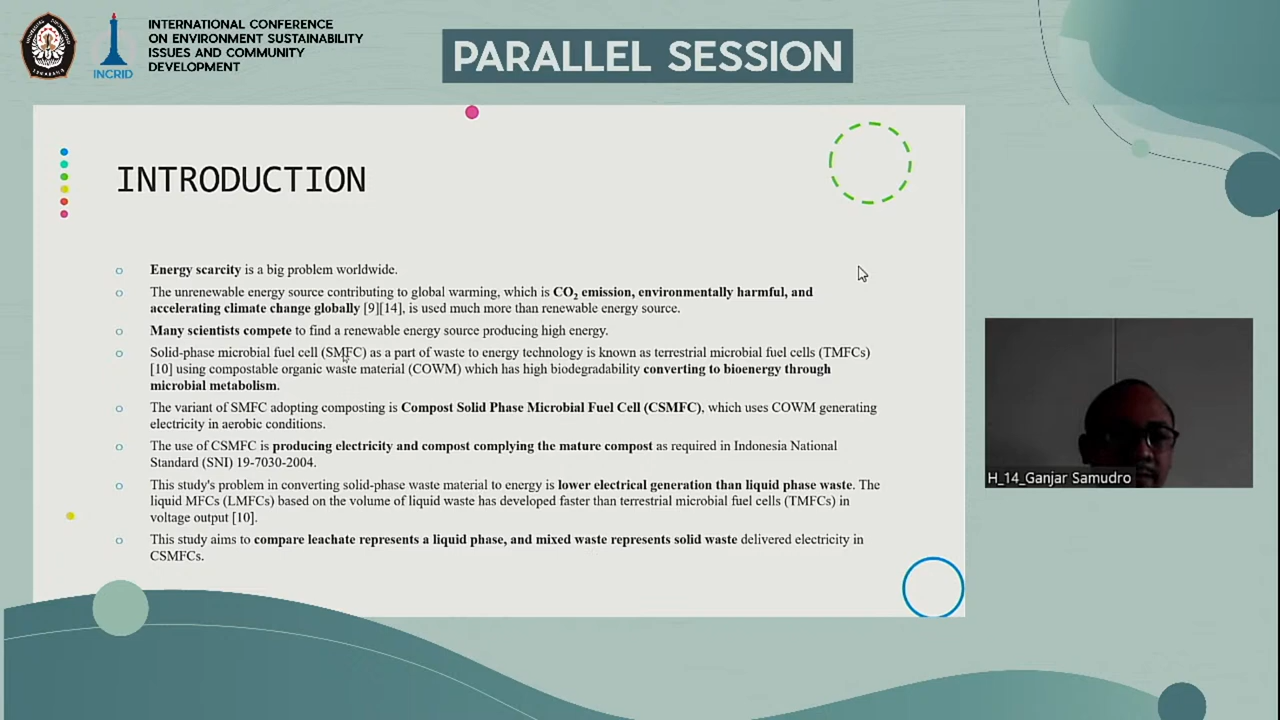 INTERNATIONAL CONFERENCE
ON ENVIRONMENT SUSTAINABILITY
ISSUES AND COMMUNITY
DEVELOPMENT
INCRID
PARALLEL SESSION
INTRODUCTION
Energy scarcity is a big problem worldwide.
The unrenewable energy source contributing to global warming, which is CO₂ emission, environmentally harmful, and
accelerating climate change globally [9][14], is used much more than renewable energy source.
Many scientists compete to find a renewable energy source producing high energy.
Solid-phase microbial fuel cell (SMFC) as a part of waste to energy technology is known as terrestrial microbial fuel cells (TMFCs)
[10] using compostable organic waste material (COWM) which has high biodegradability converting to bioenergy through
microbial metabolism.
The variant of SMFC adopting composting is Compost Solid Phase Microbial Fuel Cell (CSMFC), which uses COWM generating
electricity in aerobic conditions.
The use of CSMFC is producing electricity and compost complying the mature compost as required in Indonesia National
Standard (SNI) 19-7030-2004.
This study's problem in converting solid-phase waste material to energy is lower electrical generation than liquid phase waste. The
liquid MFCs (LMFCs) based on the volume of liquid waste has developed faster than terrestrial microbial fuel cells (TMFCs) in
voltage output [10].
This study aims to compare leachate represents a liquid phase, and mixed waste represents solid waste delivered electricity in
CSMFCs.
H_14_Ganjar Samudro